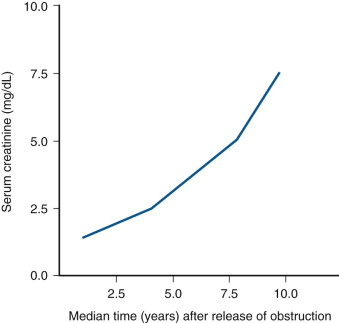 10.0
7.5
5.0
2.5
0.0
Serum creatinine (mg/dL)
2.5 5.0 7.5 10.0
Median time (years) after release of obstruction